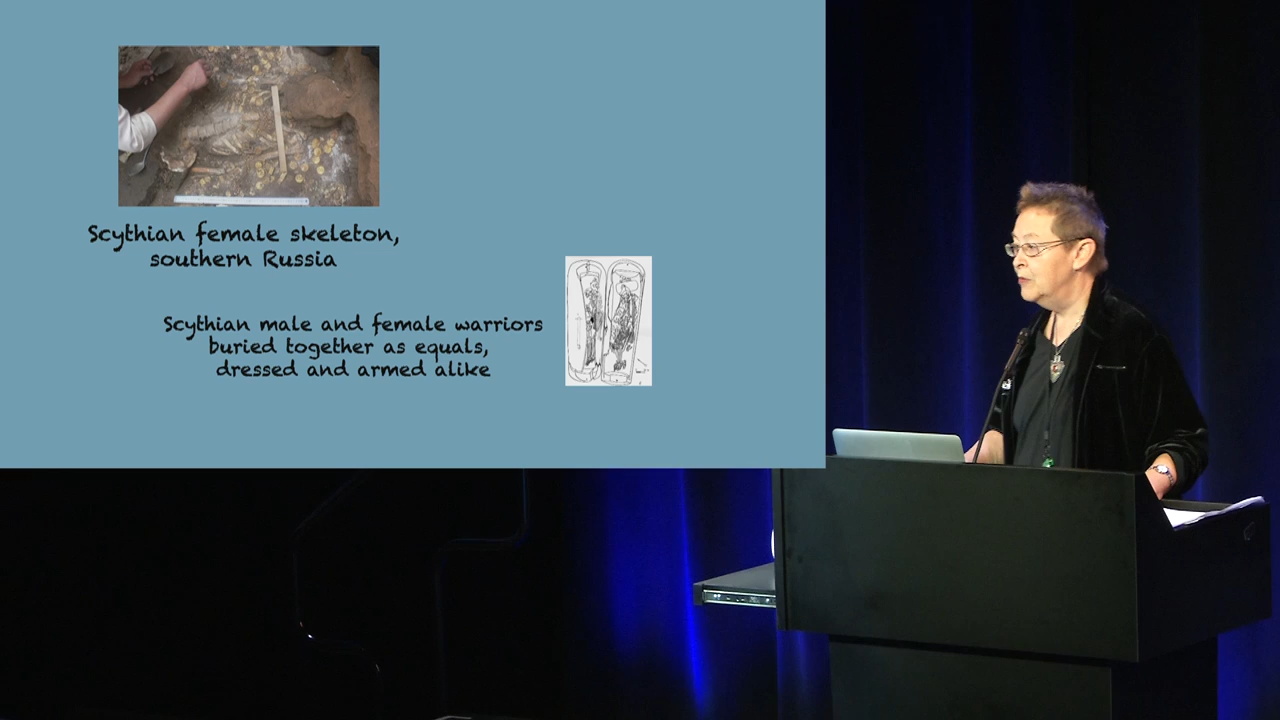 Scythian female skeleton,
southern Russia
Scythian male and female warriors
buried together as equals,
dressed and armed alike